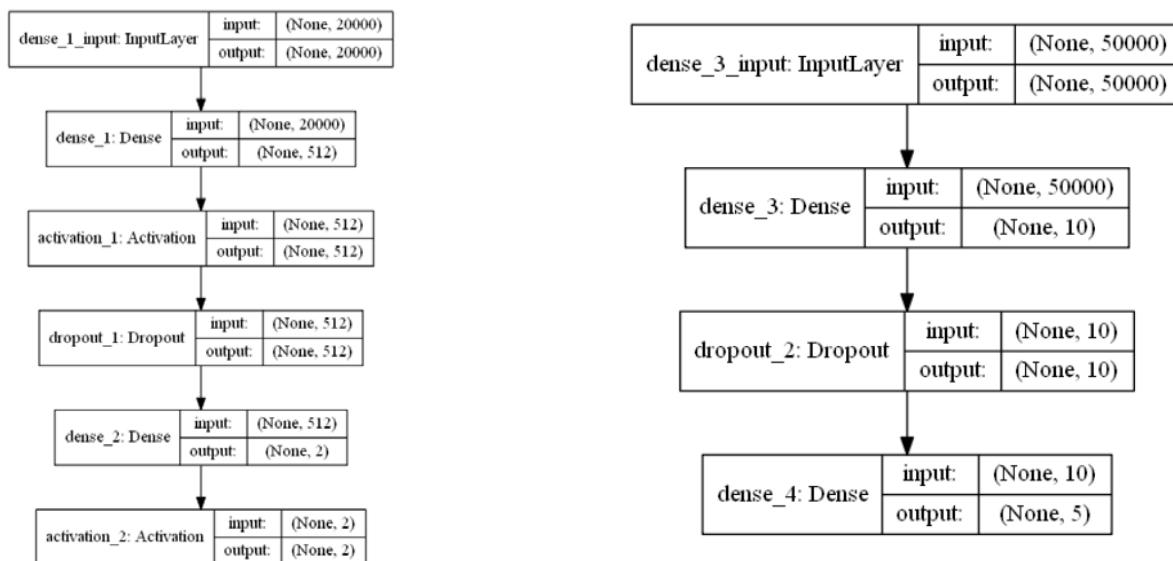 dense_1_input: InputLayer
input: (None, 20000)
output: (None, 20000)
dense_1: Dense
input: (None, 20000)
output: (None, 512)
activation_1: Activation
input: (None, 512)
output: (None, 512)
dropout_1: Dropout
input: (None, 512)
output: (None, 512)
dense_2: Dense
input: (None, 512)
output: (None, 2)
activation_2: Activation
input: (None, 2)
output: (None, 2)
dense_3_input: InputLayer
input: (None, 50000)
output: (None, 50000)
dense_3: Dense
input: (None, 50000)
output: (None, 10)
dropout_2: Dropout
input: (None, 10)
output: (None, 10)
dense_4: Dense
input: (None, 10)
output: (None, 5)